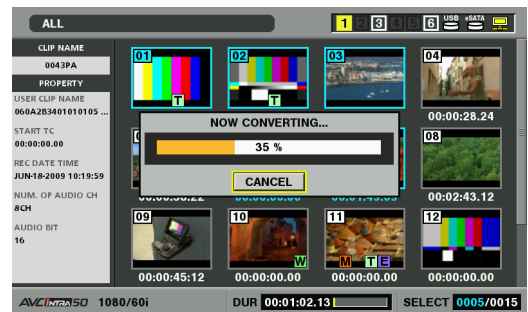 ALL
1 2 3 4 5 6 USB eSATA
CLIP NAME
0043PA
PROPERTY
USER CLIP NAME
060A2B3401010105 ...
START TC
00:00:00.00
REC DATE TIME
JUN-18-2009 10:19:59
NUM. OF AUDIO CH
8CH
AUDIO BIT
16
01 02 03 04
T T
00:00:28.24
NOW CONVERTING...
35 %
CANCEL
08
00:02:43.12
09 10 11 12
W M T E
00:00:45:12 00:00:00.00 00:00:00.00 00:00:00.00
AVC INTRA 50 1080/60i DUR 00:01:02.13 SELECT 0005/0015